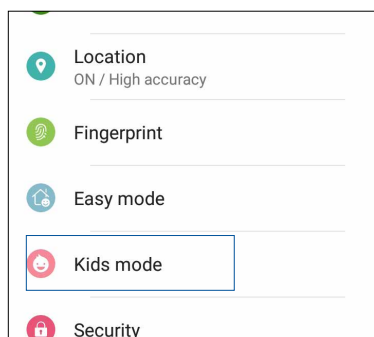 Location
ON / High accuracy
Fingerprint
Easy mode
Kids mode
Security